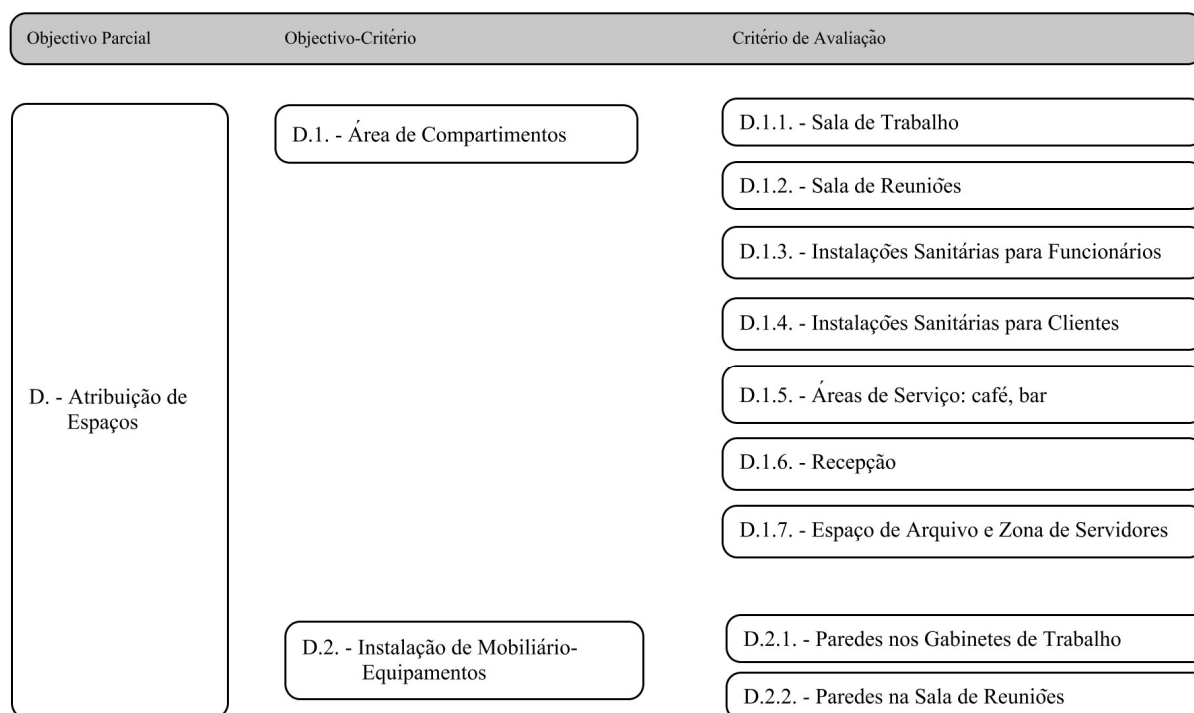 Objectivo Parcial
Objectivo-Critério
Critério de Avaliação
D. - Atribuição de
Espaços
D.1. - Área de Compartimentos
D.1.1. - Sala de Trabalho
D.1.2. - Sala de Reuniões
D.1.3. - Instalações Sanitárias para Funcionários
D.1.4. - Instalações Sanitárias para Clientes
D.1.5. - Áreas de Serviço: café, bar
D.1.6. - Recepção
D.1.7. - Espaço de Arquivo e Zona de Servidores
D.2. - Instalação de Mobiliário-
Equipamentos
D.2.1. - Paredes nos Gabinetes de Trabalho
D.2.2. - Paredes na Sala de Reuniões